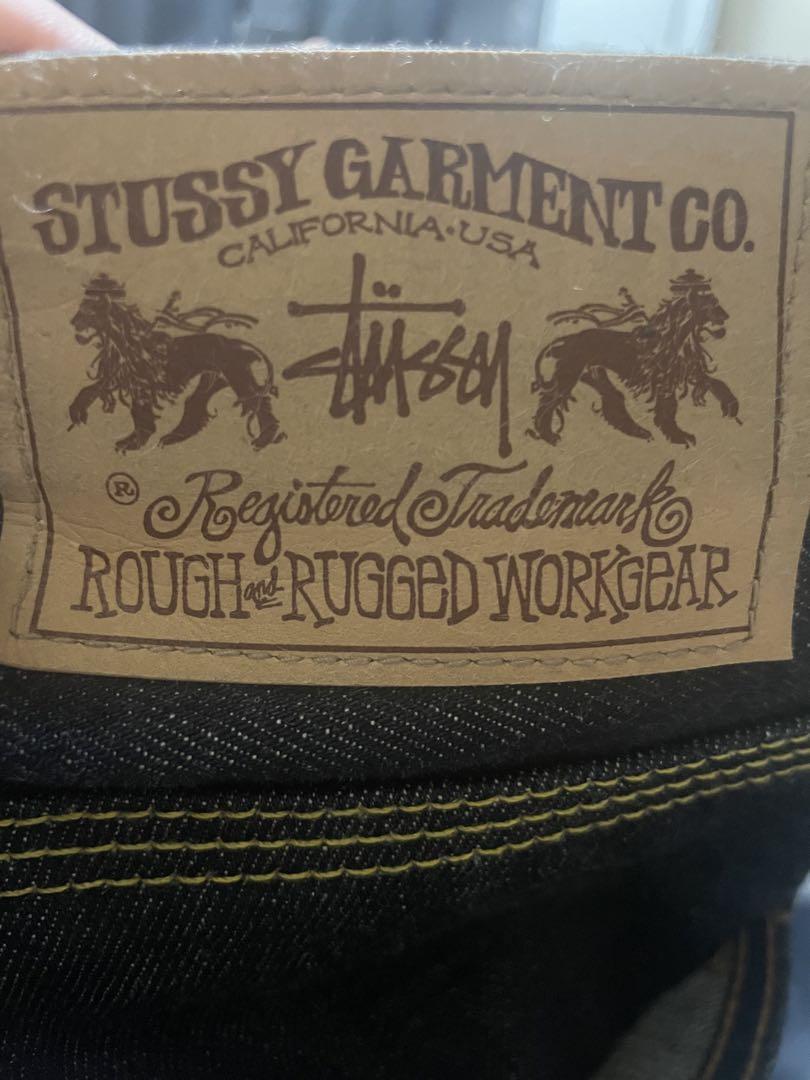 STUSSY GARMENT CO.
CALIFORNIA·USA
stüssy
® Registered Trademark
ROUGH and RUGGED WORKGEAR